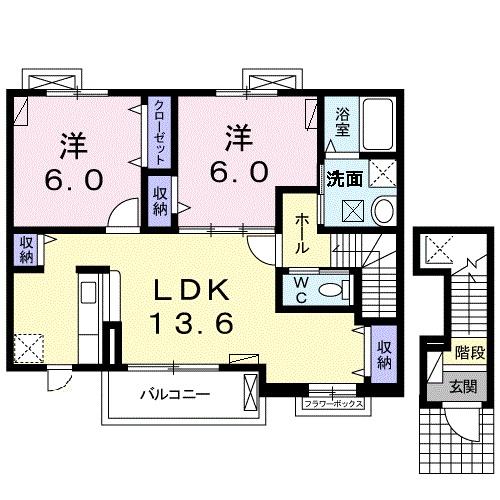 洋
6.0
クローゼット
収納
洋
6.0
浴室
洗面
ホール
収納
WC
LDK
13.6
収納
バルコニー
フラワーボックス
階段
玄関